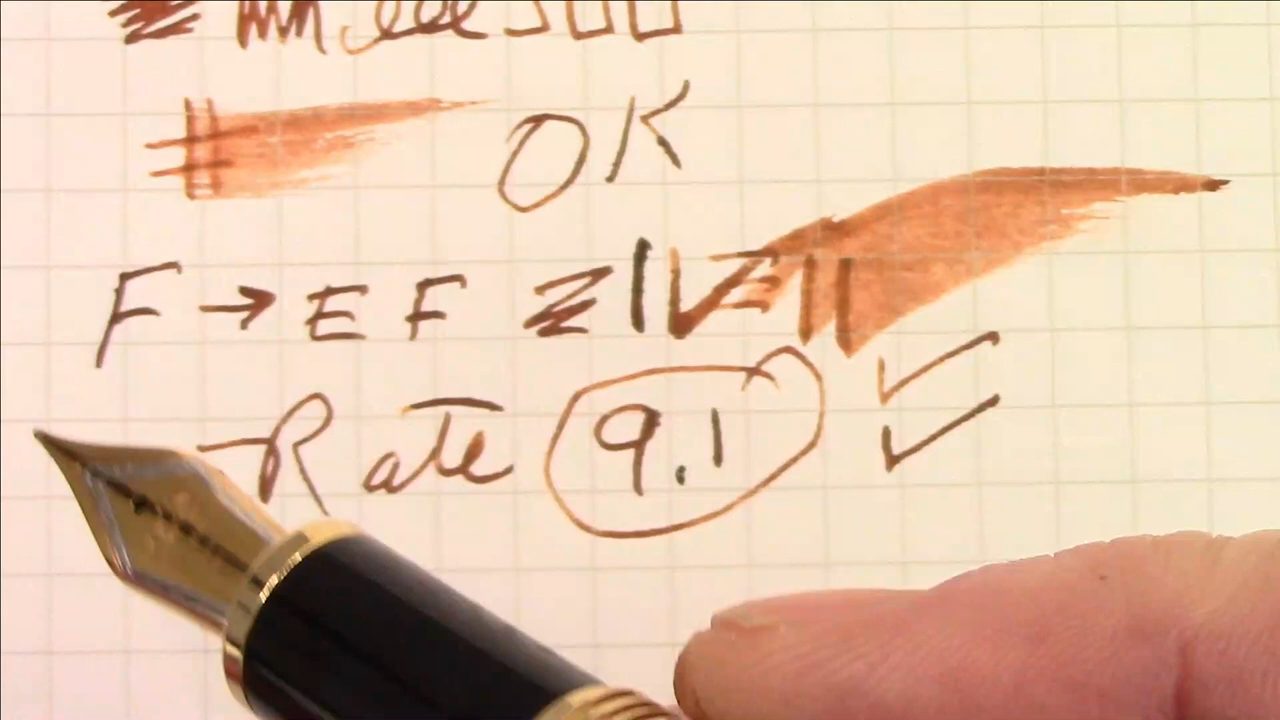 OK
F → EF
Rate 9.1